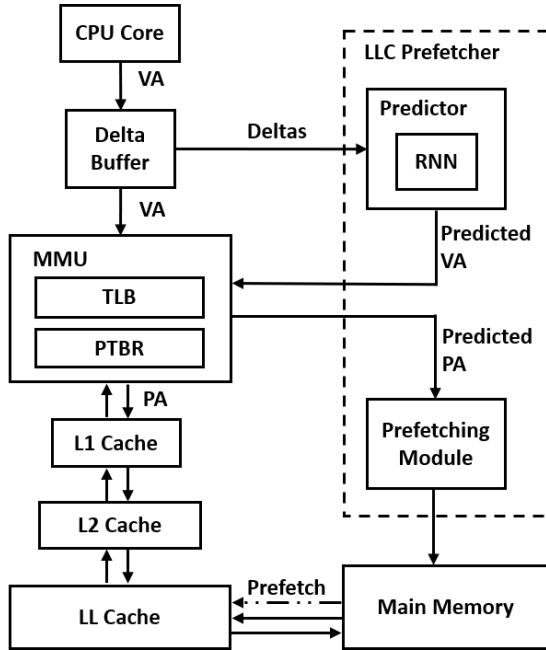 CPU Core
VA
Delta
Buffer
Deltas
VA
LLC Prefetcher
Predictor
RNN
Predicted
VA
MMU
TLB
PTBR
PA
Predicted
PA
L1 Cache
Prefetching
Module
L2 Cache
LL Cache
Prefetch
Main Memory